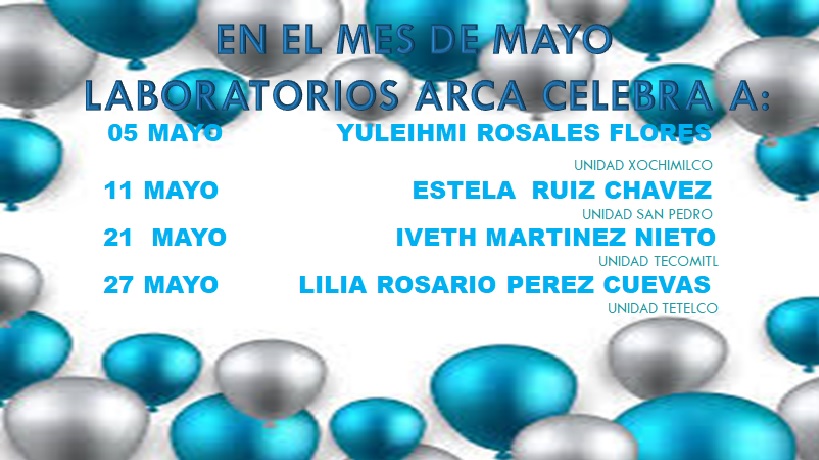 EN EL MES DE MAYO
LABORATORIOS ARCA CELEBRA A:
05 MAYO YULEIHMI ROSALES FLORES
UNIDAD XOCHIMILCO
11 MAYO ESTELA RUIZ CHAVEZ
UNIDAD SAN PEDRO
21 MAYO IVETH MARTINEZ NIETO
UNIDAD TECOMITL
27 MAYO LILIA ROSARIO PEREZ CUEVAS
UNIDAD TETELCO